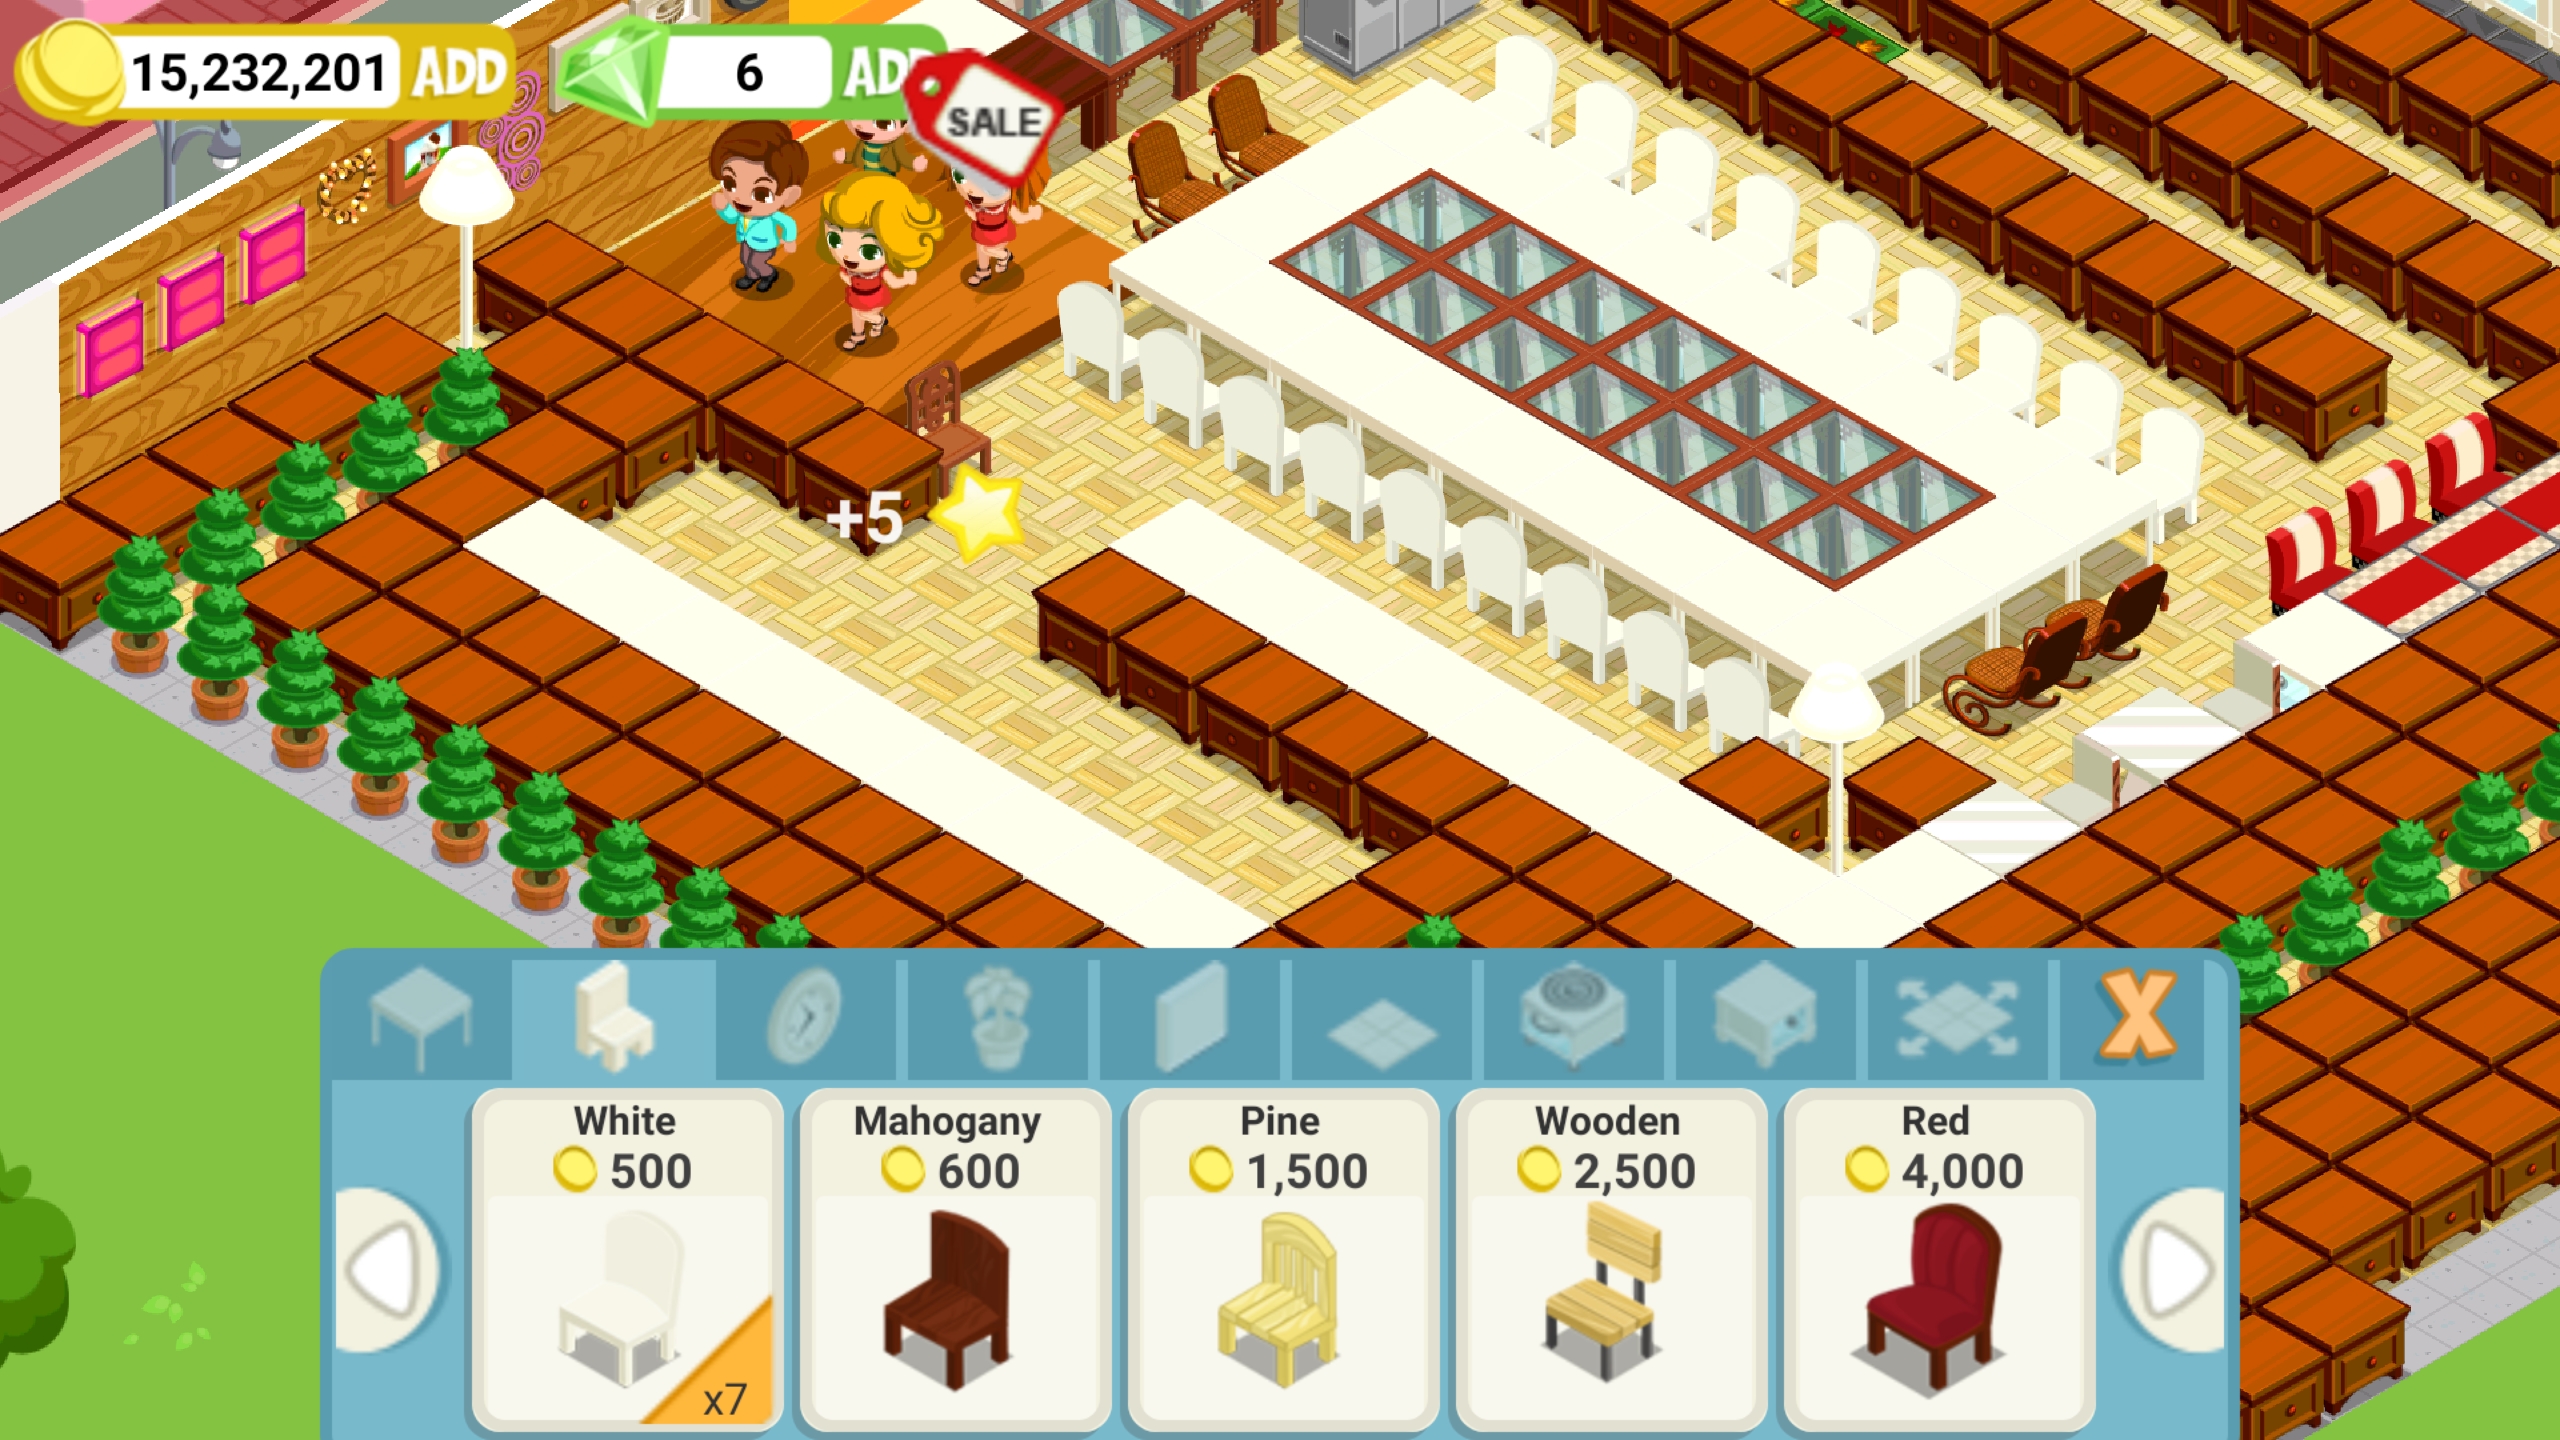 15,232,201 ADD
6 ADD
SALE
+5
White
500
x7
Mahogany
600
Pine
1,500
Wooden
2,500
Red
4,000